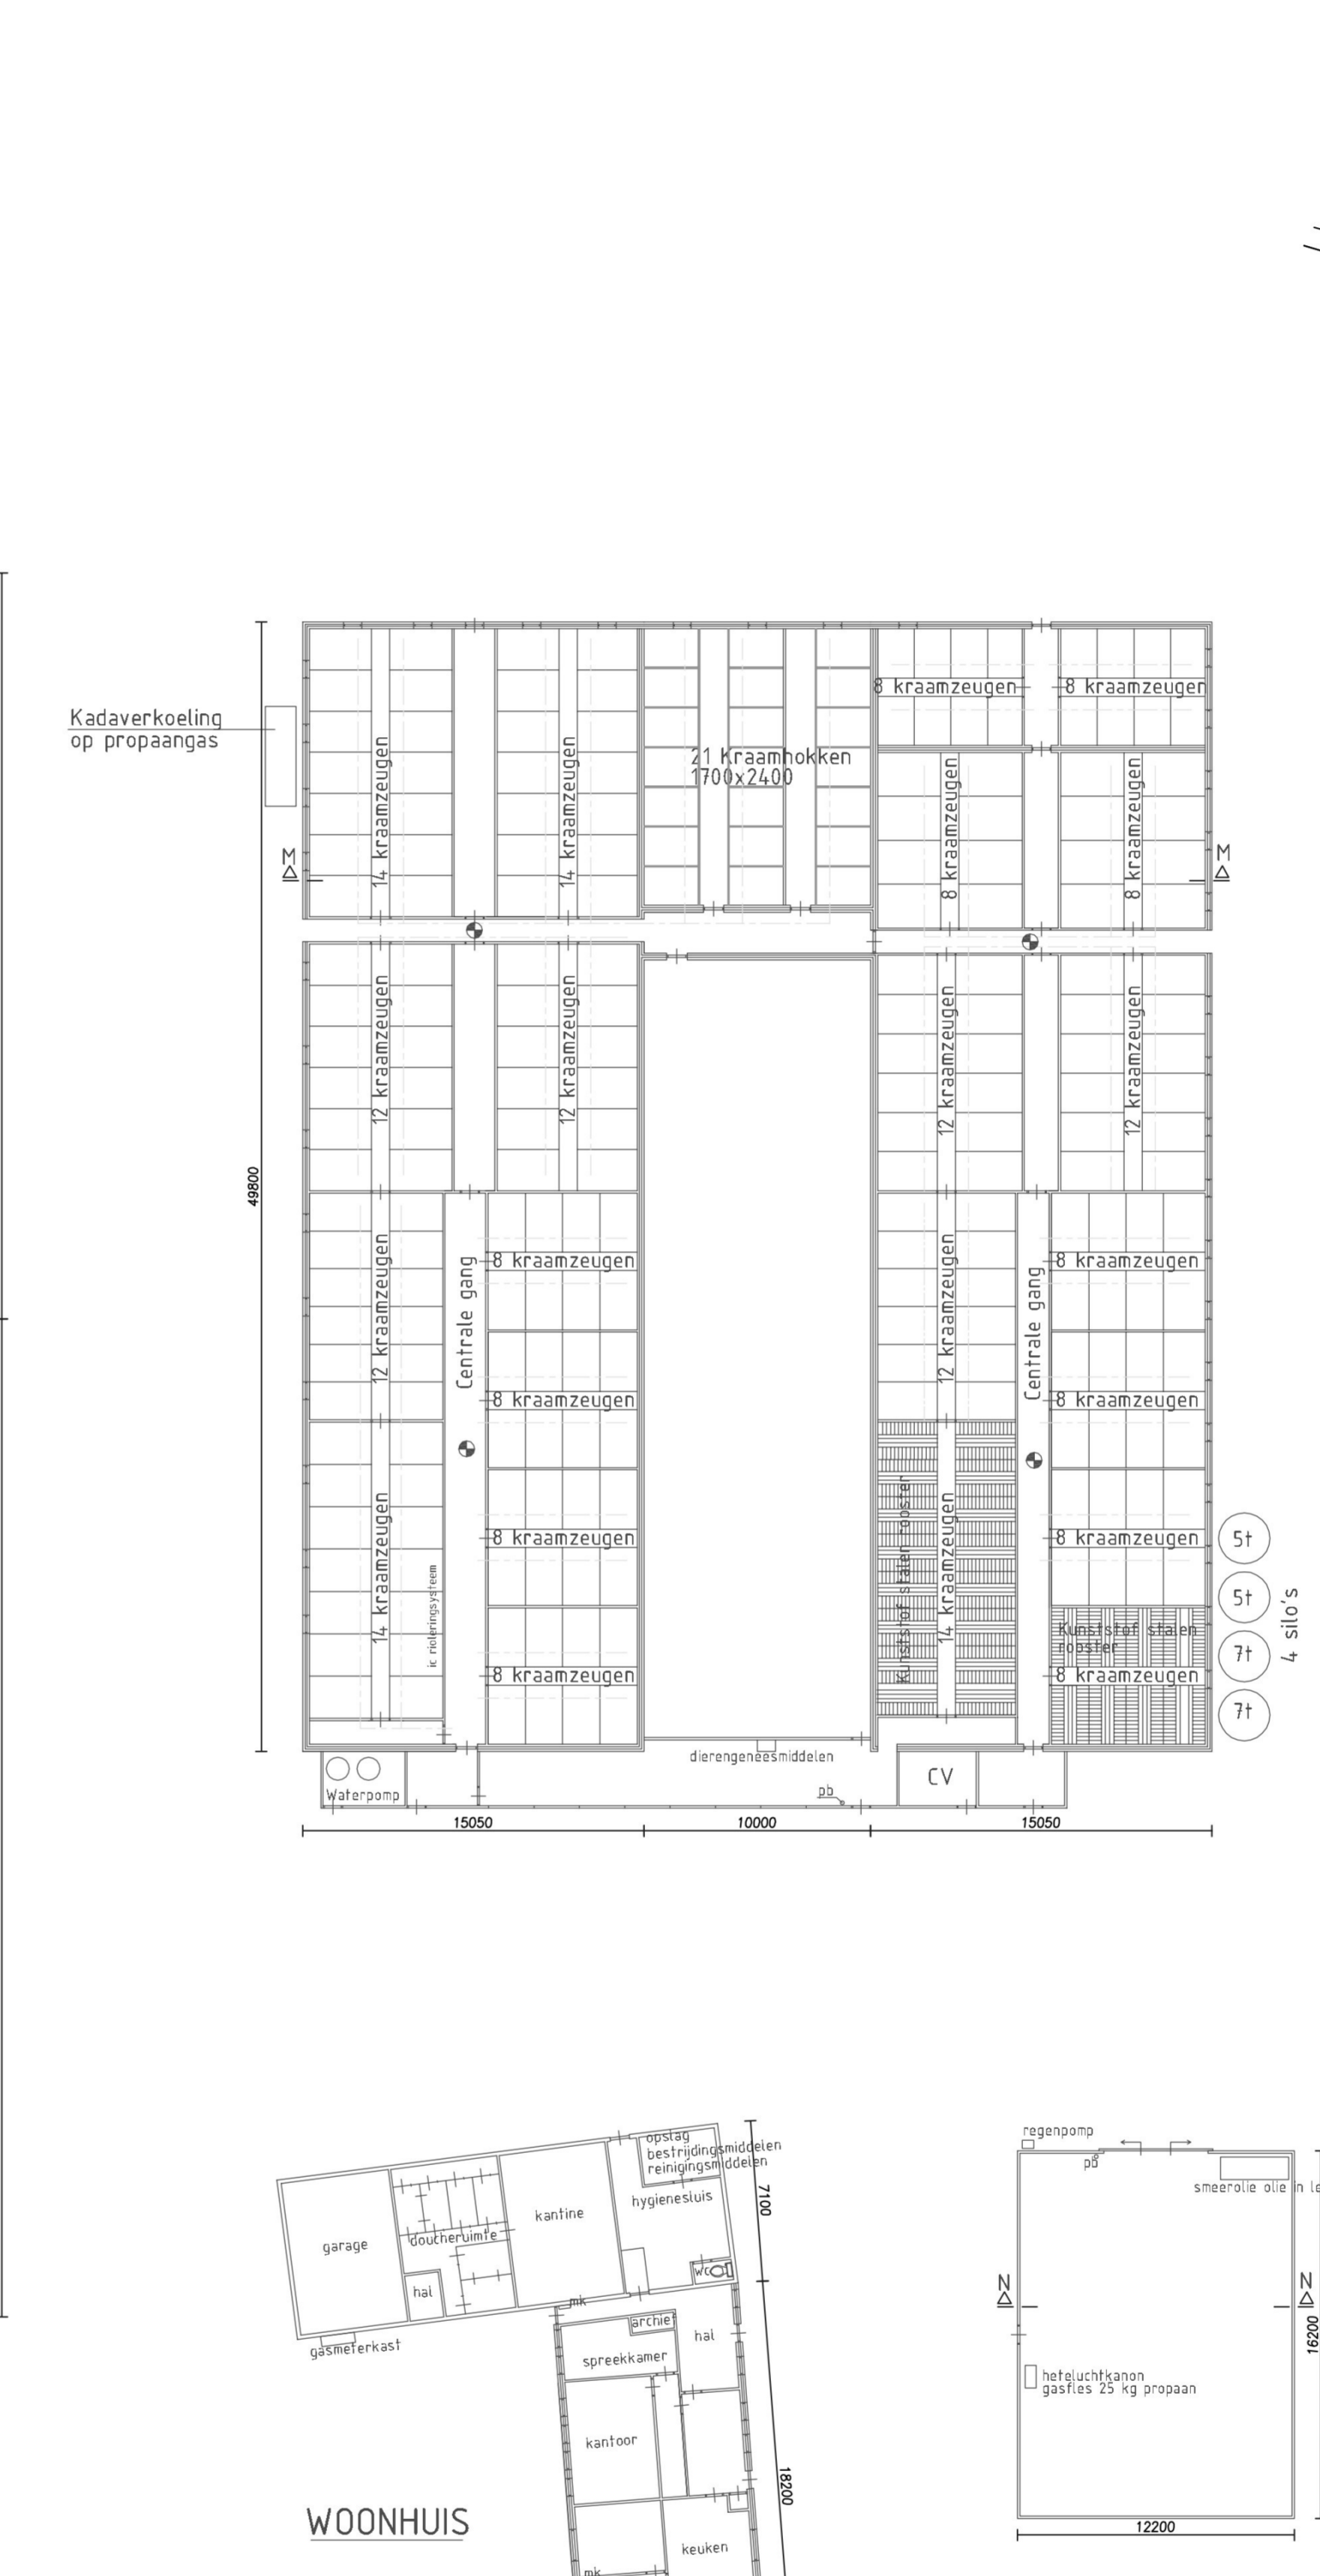 8 kraamzeugen
8 kraamzeugen
Kadaverkoeling
op propaangas
21 Kraamhokken
1700x2400
14 kraamzeugen
14 kraamzeugen
8 kraamzeugen
8 kraamzeugen
M
M
12 kraamzeugen
12 kraamzeugen
12 kraamzeugen
12 kraamzeugen
49800
12 kraamzeugen
Centrale gang
8 kraamzeugen
12 kraamzeugen
Centrale gang
8 kraamzeugen
8 kraamzeugen
8 kraamzeugen
14 kraamzeugen
ic rioleringsysteem
8 kraamzeugen
Kunststof stalen rooster
14 kraamzeugen
8 kraamzeugen
5t
5t
7t
7t
4 silo's
Kunststof stalen
rooster
8 kraamzeugen
8 kraamzeugen
dierengeneesmiddelen
Waterpomp
pb
CV
15050
10000
15050
opslag
bestrijdingsmiddelen
reinigingsmiddelen
hygienesluis
7100
kantine
doucheruimte
garage
hal
wc
gasmeterkast
mk
archief
hal
spreekkamer
kantoor
18200
keuken
mk
WOONHUIS
regenpomp
pb
smeerolie olie in le
N
N
16200
heteluchtkanon
gasfles 25 kg propaan
12200